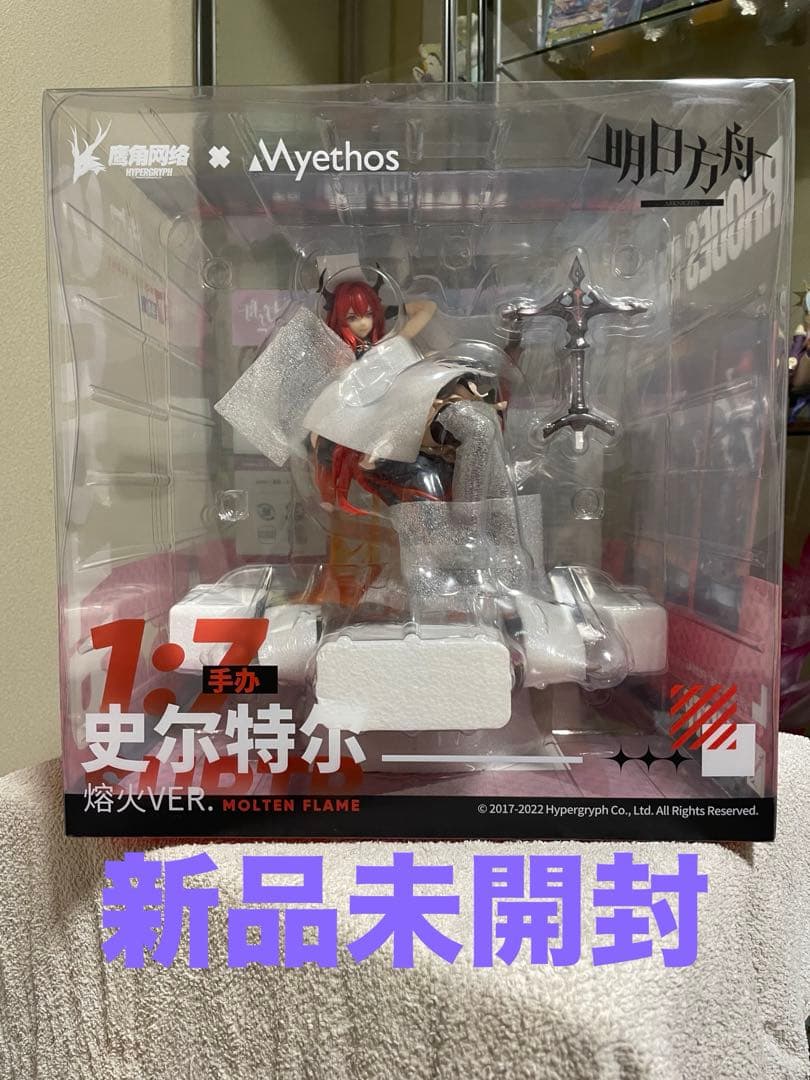 鹰角网络
HYPERGRYPH
Myethos
明日方舟
ARKNIGHTS
RHODES
1:7
手办
史尔特尔
熔火VER. MOLTEN FLAME
© 2017-2022 Hypergryph Co., Ltd. All Rights Reserved.
新品未開封